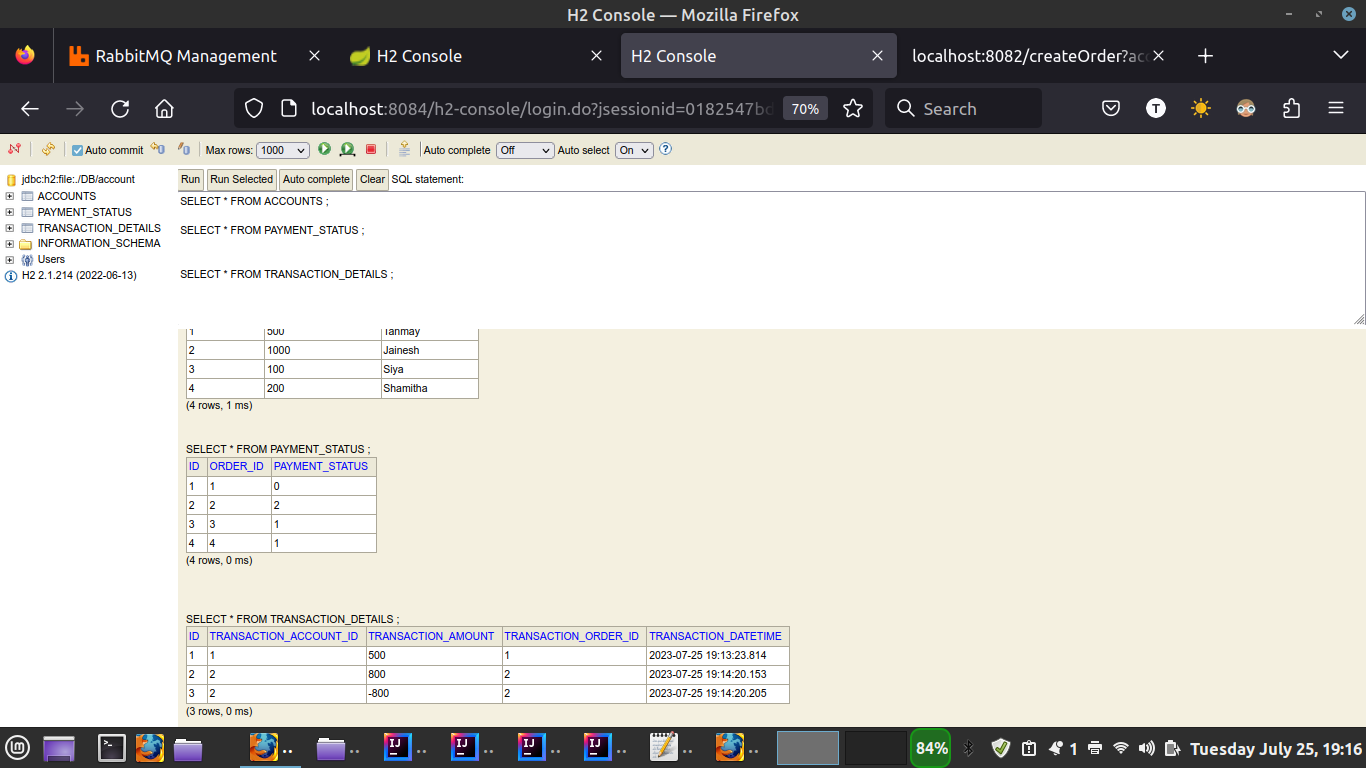 H2 Console — Mozilla Firefox
RabbitMQ Management
H2 Console
H2 Console
localhost:8082/createOrder?acc
localhost:8084/h2-console/login.do?jsessionid=0182547bd
70%
Search
T
Auto commit
Max rows: 1000
Auto complete Off
Auto select On
jdbc:h2:file:./DB/account
ACCOUNTS
PAYMENT_STATUS
TRANSACTION_DETAILS
INFORMATION_SCHEMA
Users
H2 2.1.214 (2022-06-13)
Run Run Selected Auto complete Clear SQL statement:
SELECT * FROM ACCOUNTS ;
SELECT * FROM PAYMENT_STATUS ;
SELECT * FROM TRANSACTION_DETAILS ;
1 500 Tanmay
2 1000 Jainesh
3 100 Siya
4 200 Shamitha
(4 rows, 1 ms)
SELECT * FROM PAYMENT_STATUS ;
ID ORDER_ID PAYMENT_STATUS
1 1 0
2 2 2
3 3 1
4 4 1
(4 rows, 0 ms)
SELECT * FROM TRANSACTION_DETAILS ;
ID TRANSACTION_ACCOUNT_ID TRANSACTION_AMOUNT TRANSACTION_ORDER_ID TRANSACTION_DATETIME
1 1 500 1 2023-07-25 19:13:23.814
2 2 800 2 2023-07-25 19:14:20.153
3 2 -800 2 2023-07-25 19:14:20.205
(3 rows, 0 ms)
IJ
IJ
IJ
IJ
84%
1
Tuesday July 25, 19:16